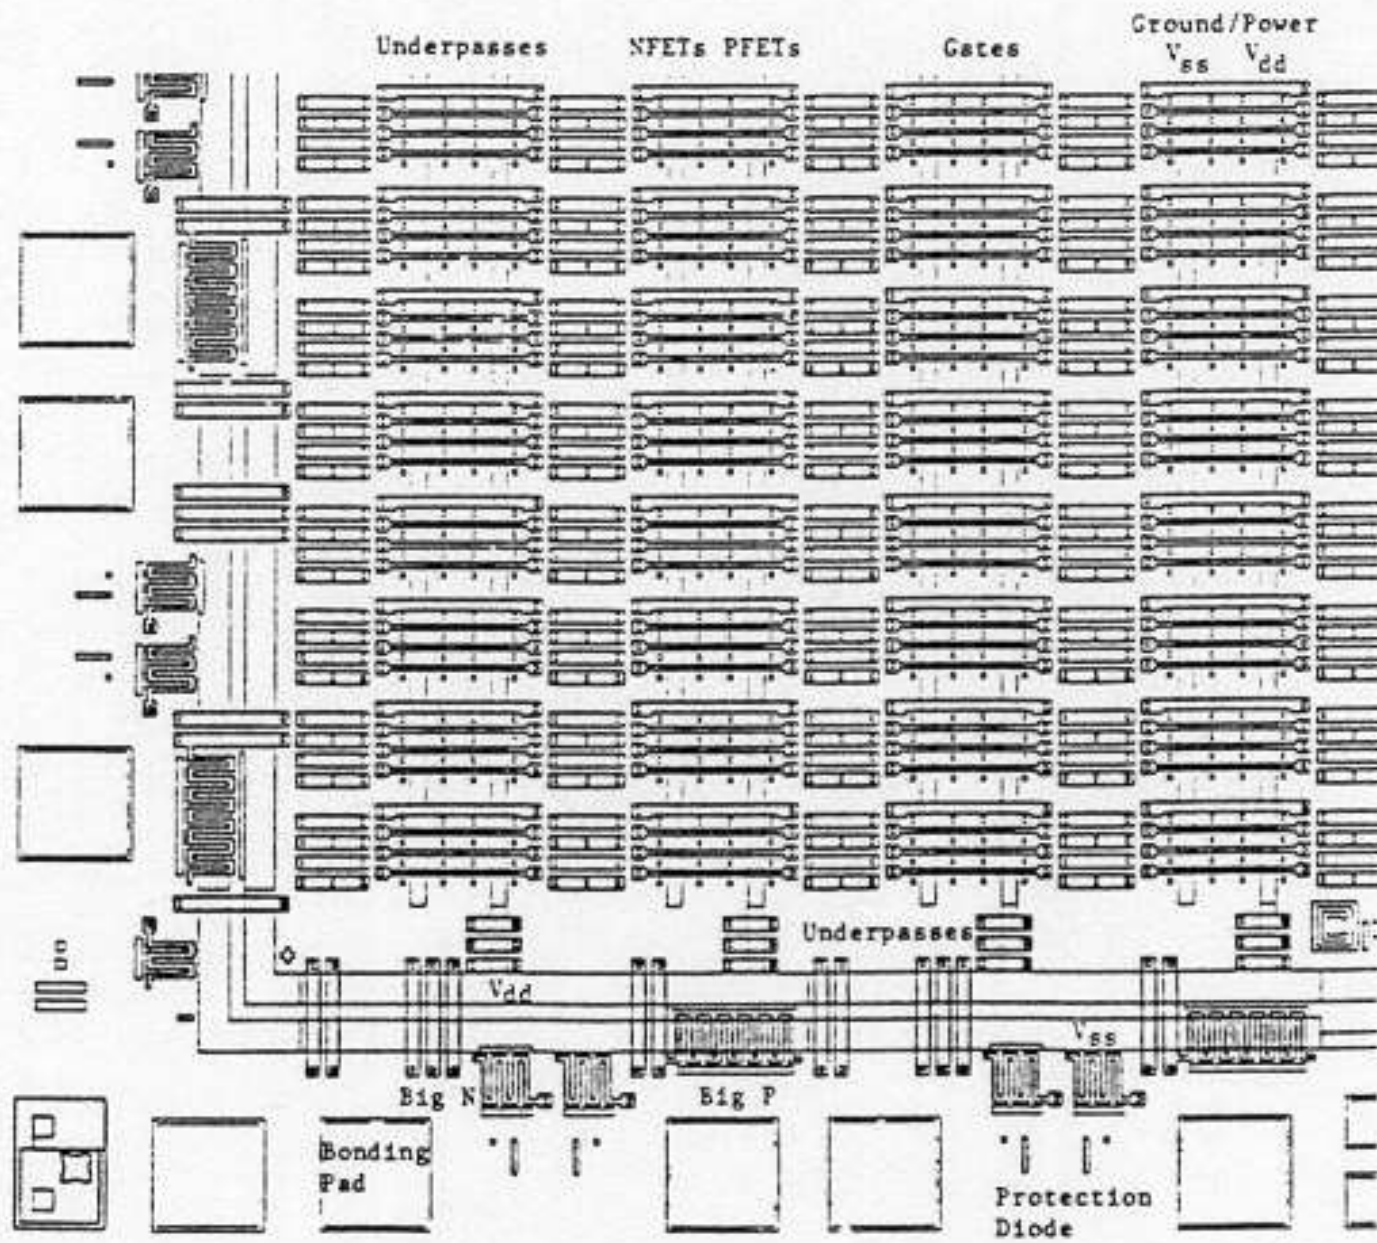 Ground/Power
Underpasses NFETs PFETs Gates Vss Vdd
Underpasses
Vdd
Vss
Big N Big P
Bonding
Pad
Protection
Diode